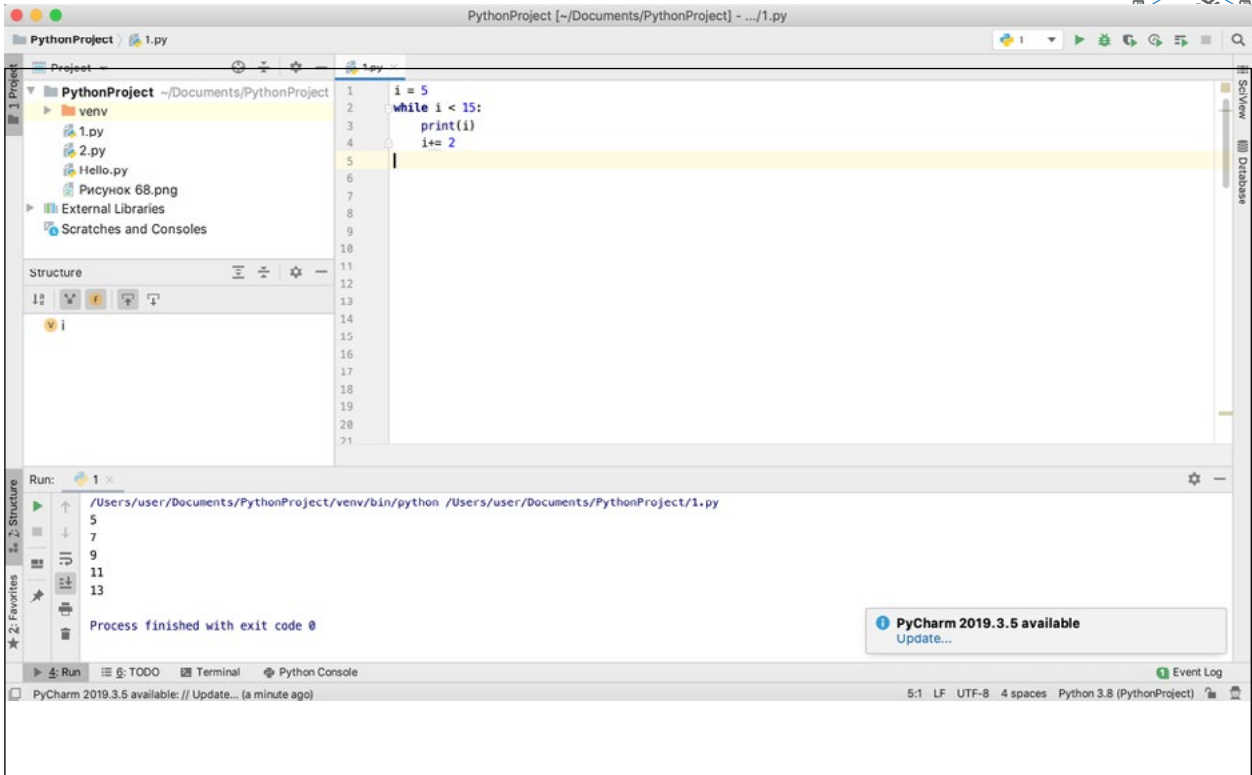 PythonProject [~/Documents/PythonProject] - .../1.py
PythonProject 1.py
1
1: Project
Project
1.py
PythonProject ~/Documents/PythonProject
venv
1.py
2.py
Hello.py
Рисунок 68.png
External Libraries
Scratches and Consoles
Structure
i
1 i = 5
2 while i < 15:
3 print(i)
4 i+= 2
5
6
7
8
9
10
11
12
13
14
15
16
17
18
19
20
21
SciView
Database
Run: 1
7: Structure
2: Favorites
/Users/user/Documents/PythonProject/venv/bin/python /Users/user/Documents/PythonProject/1.py
5
7
9
11
13
Process finished with exit code 0
PyCharm 2019.3.5 available
Update...
4: Run 6: TODO Terminal Python Console 1 Event Log
PyCharm 2019.3.5 available: // Update... (a minute ago) 5:1 LF UTF-8 4 spaces Python 3.8 (PythonProject)